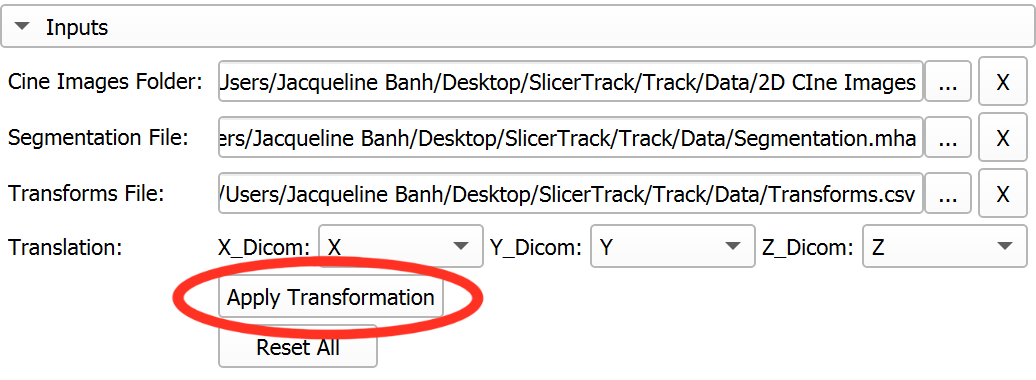 Inputs
Cine Images Folder: Users/Jacqueline Banh/Desktop/SlicerTrack/Track/Data/2D CIne Images ... X
Segmentation File: ers/Jacqueline Banh/Desktop/SlicerTrack/Track/Data/Segmentation.mha ... X
Transforms File: /Users/Jacqueline Banh/Desktop/SlicerTrack/Track/Data/Transforms.csv ... X
Translation: X_Dicom: X Y_Dicom: Y Z_Dicom: Z
Apply Transformation
Reset All